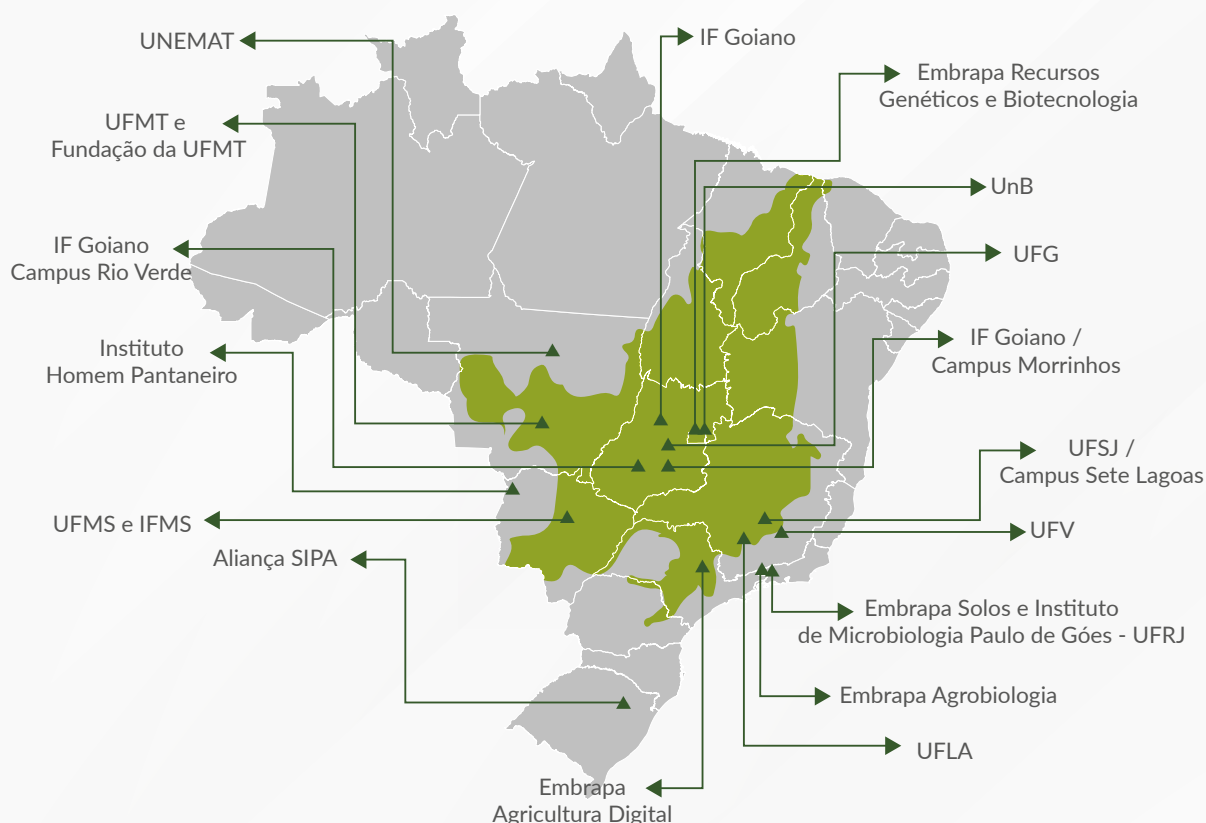 UNEMAT
IF Goiano
Embrapa Recursos
Genéticos e Biotecnologia
UFMT e
Fundação da UFMT
UnB
IF Goiano
Campus Rio Verde
UFG
Instituto
Homem Pantaneiro
IF Goiano /
Campus Morrinhos
UFSJ /
Campus Sete Lagoas
UFMS e IFMS
UFV
Aliança SIPA
Embrapa Solos e Instituto
de Microbiologia Paulo de Góes - UFRJ
Embrapa Agrobiologia
UFLA
Embrapa
Agricultura Digital